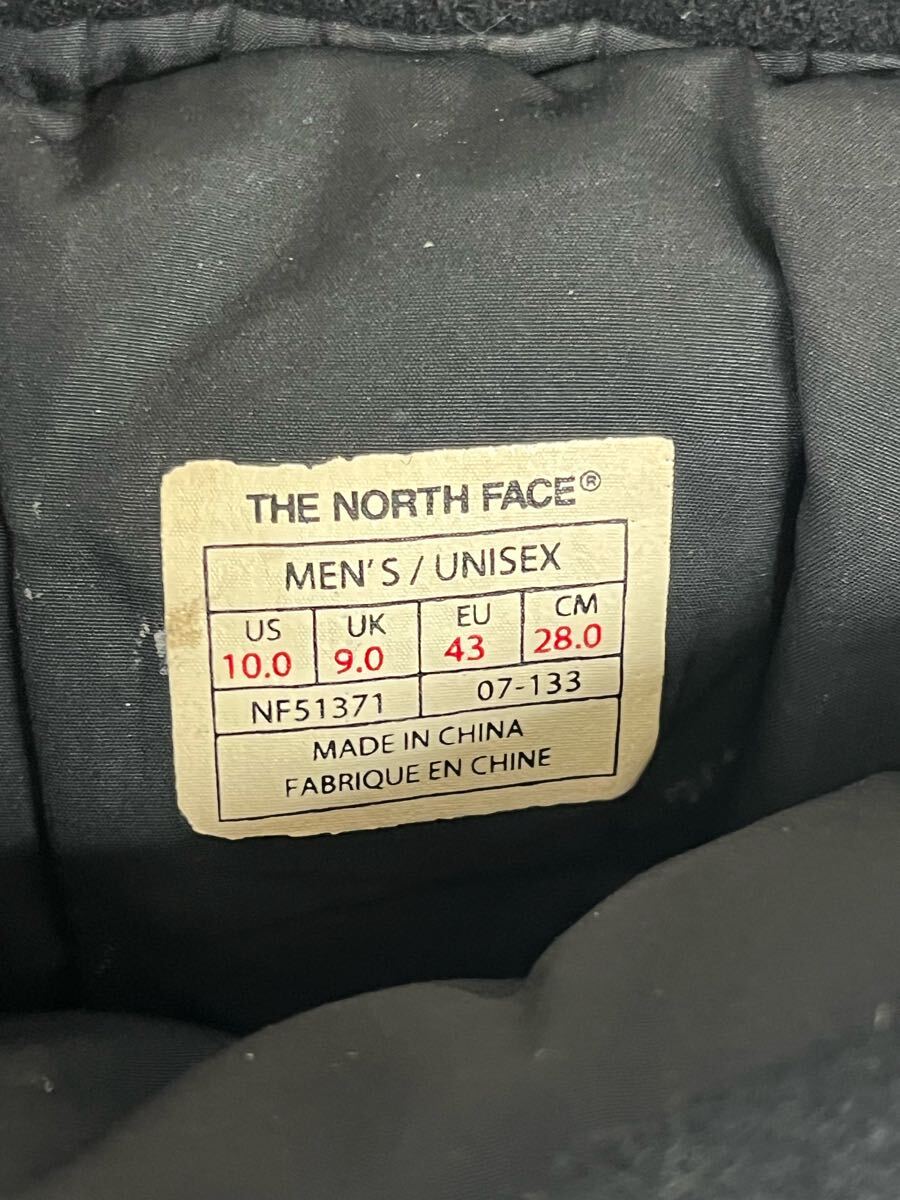 THE NORTH FACE®
MEN'S / UNISEX
US UK EU CM
10.0 9.0 43 28.0
NF51371 07-133
MADE IN CHINA
FABRIQUE EN CHINE